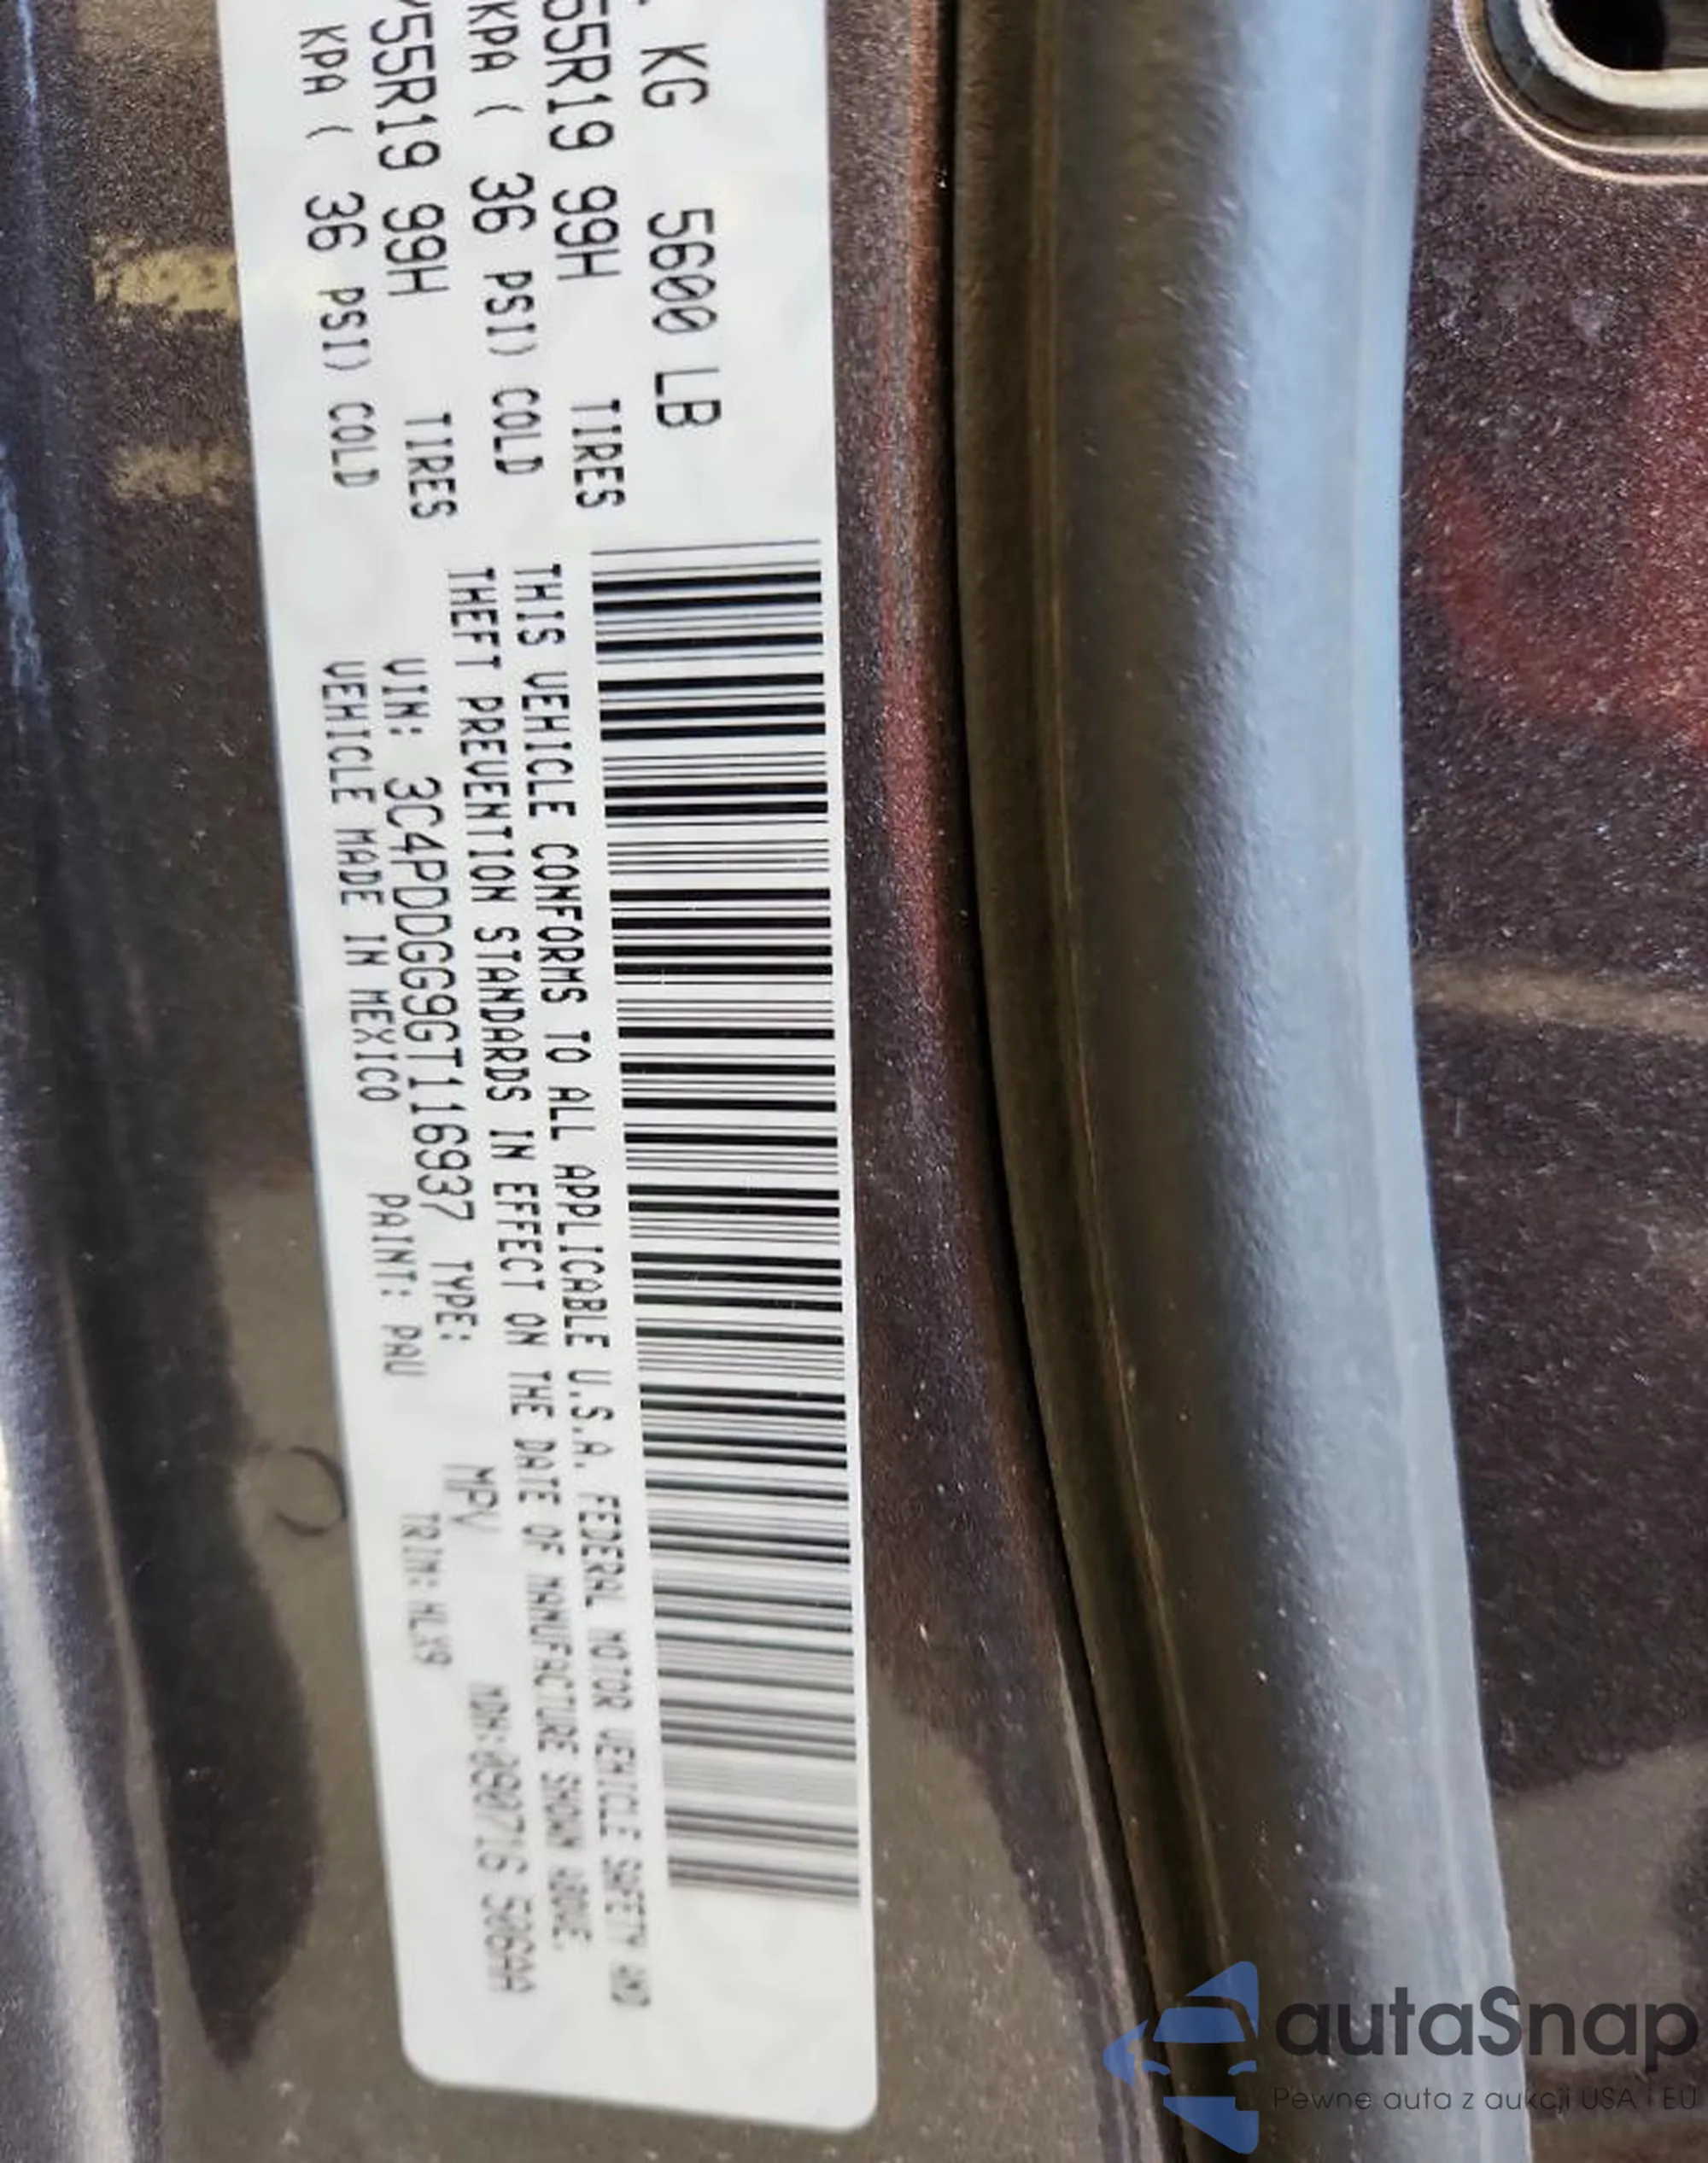 KG 5600 LB
55R19 99H TIRES
KPA ( 36 PSI) COLD
55R19 99H TIRES
KPA ( 36 PSI) COLD
THIS VEHICLE CONFORMS TO ALL APPLICABLE U.S.A. FEDERAL MOTOR VEHICLE SAFETY AND
THEFT PREVENTION STANDARDS IN EFFECT ON THE DATE OF MANUFACTURE SHOWN ABOVE.
VIN: 3C4PDDGG9GT116937 TYPE: MPV MDH:090716 506AA
VEHICLE MADE IN MEXICO PAINT: PAU TRIM: HLX9
autaSnap
Pewne auta z aukcji USA i EU